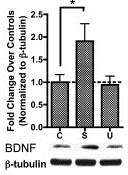 Fold Change Over Controls
(Normalized to β-tubulin)
2.5
2.0
1.5
1.0
0.5
0.0
*
C S U
BDNF
β-tubulin